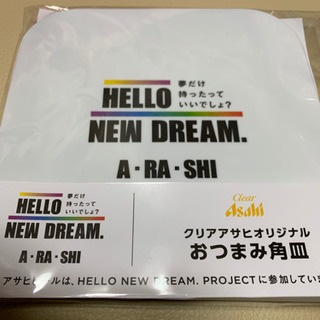 夢だけ
持ったって
いいでしょ?
HELLO
NEW DREAM.
A・RA・SHI
夢だけ
持ったって
いいでしょ?
HELLO
NEW DREAM.
A・RA・SHI
Clear
Asahi
クリアアサヒオリジナル
おつまみ角皿
アサヒビールは、HELLO NEW DREAM. PROJECTに参加していま